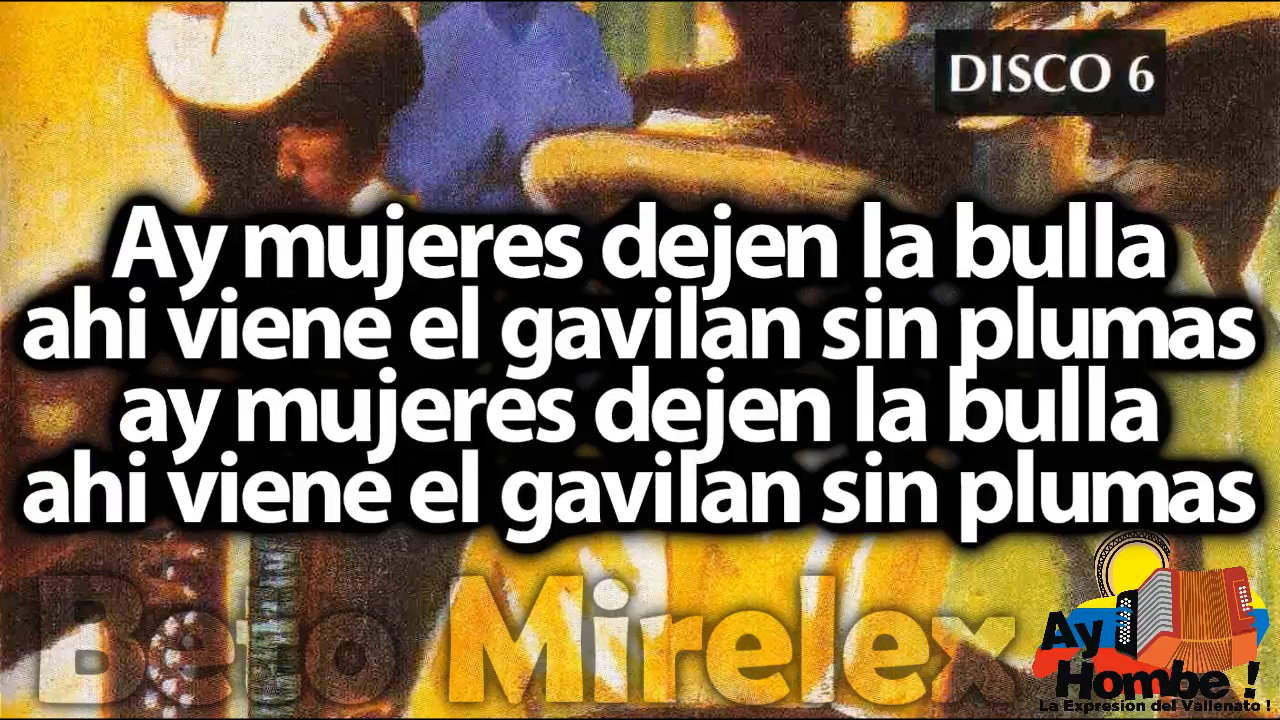 DISCO 6
Ay mujeres dejen la bulla
ahi viene el gavilan sin plumas
ay mujeres dejen la bulla
ahi viene el gavilan sin plumas
Beto Mirelex
Ay
Hombe !
La Expresion del Vallenato !